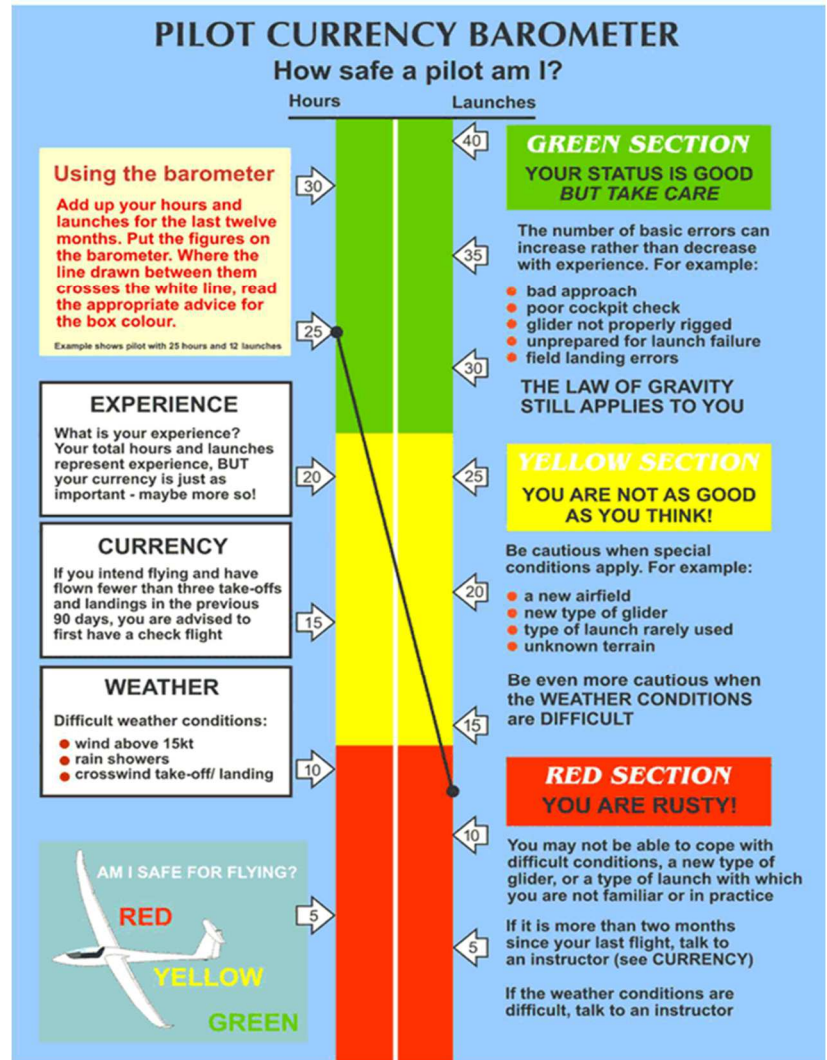 PILOT CURRENCY BAROMETER
How safe a pilot am I?
Hours
Launches
Using the barometer
Add up your hours and
launches for the last twelve
months. Put the figures on
the barometer. Where the
line drawn between them
crosses the white line, read
the appropriate advice for
the box colour.
Example shows pilot with 25 hours and 12 launches
EXPERIENCE
What is your experience?
Your total hours and launches
represent experience, BUT
your currency is just as
important - maybe more so!
CURRENCY
If you intend flying and have
flown fewer than three take-offs
and landings in the previous
90 days, you are advised to
first have a check flight
WEATHER
Difficult weather conditions:
wind above 15kt
rain showers
crosswind take-off/ landing
AM I SAFE FOR FLYING?
RED
YELLOW
GREEN
30
25
20
15
10
5
40
35
30
25
20
15
10
5
GREEN SECTION
YOUR STATUS IS GOOD
BUT TAKE CARE
The number of basic errors can
increase rather than decrease
with experience. For example:
bad approach
poor cockpit check
glider not properly rigged
unprepared for launch failure
field landing errors
THE LAW OF GRAVITY
STILL APPLIES TO YOU
YELLOW SECTION
YOU ARE NOT AS GOOD
AS YOU THINK!
Be cautious when special
conditions apply. For example:
a new airfield
new type of glider
type of launch rarely used
unknown terrain
Be even more cautious when
the WEATHER CONDITIONS
are DIFFICULT
RED SECTION
YOU ARE RUSTY!
You may not be able to cope with
difficult conditions, a new type of
glider, or a type of launch with which
you are not familiar or in practice
If it is more than two months
since your last flight, talk to
an instructor (see CURRENCY)
If the weather conditions are
difficult, talk to an instructor